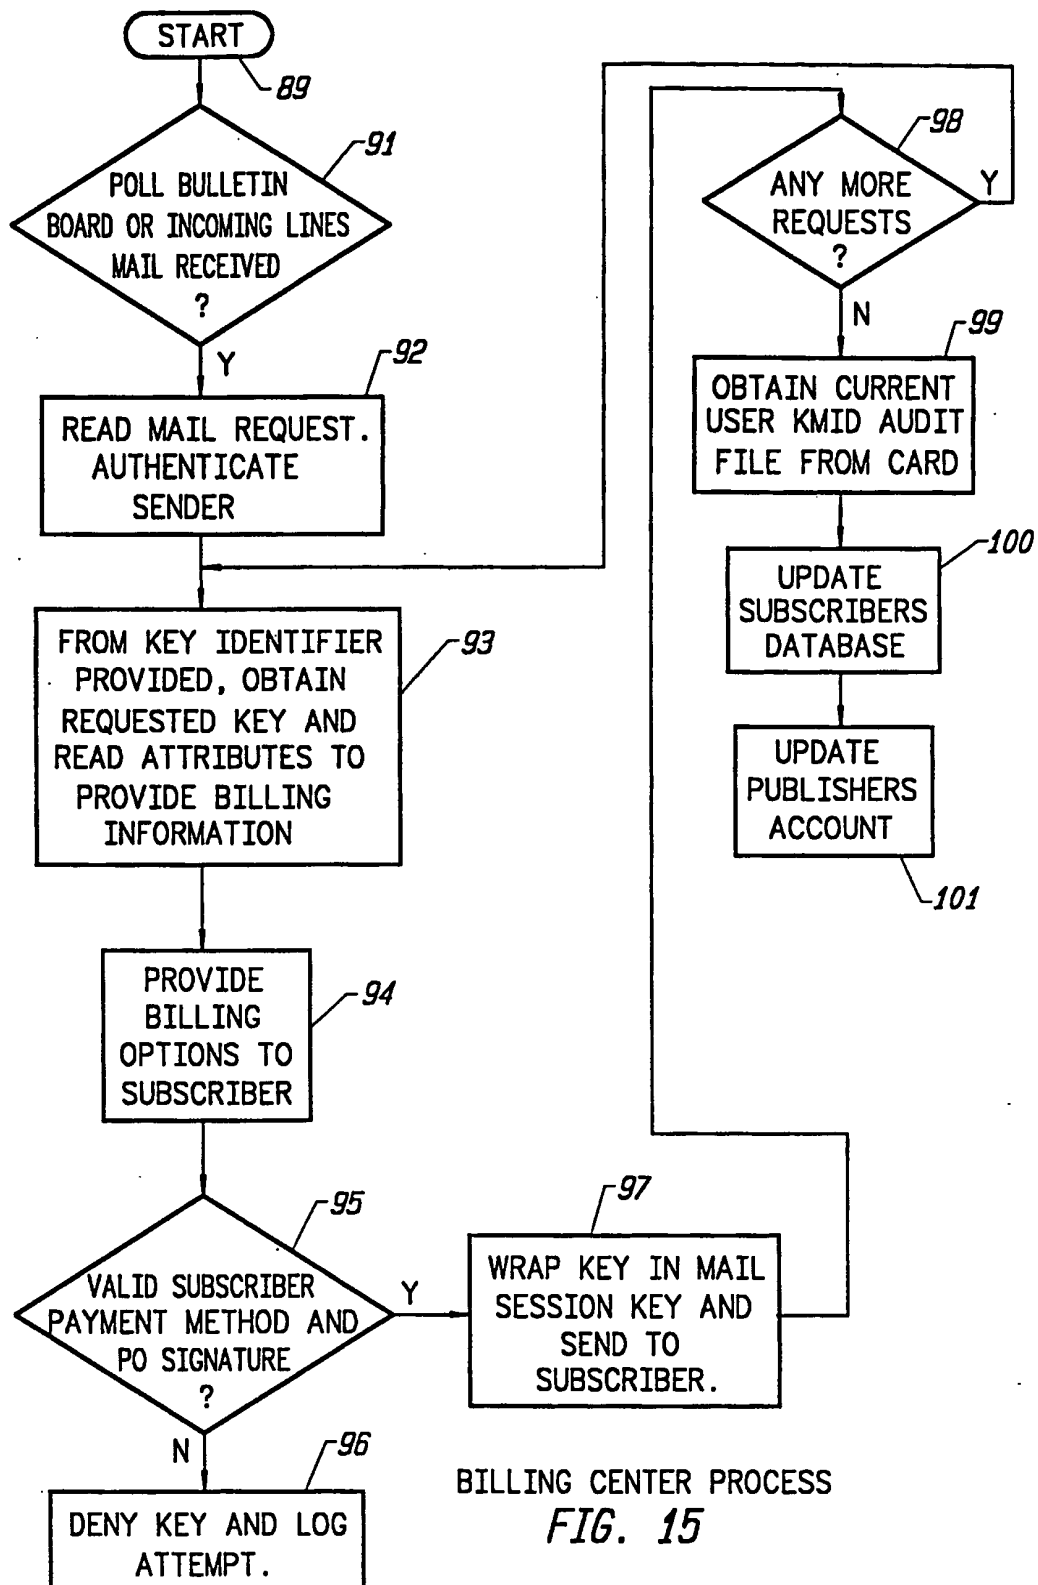 START
89
91
POLL BULLETIN
BOARD OR INCOMING LINES
MAIL RECEIVED
?
Y
92
READ MAIL REQUEST.
AUTHENTICATE
SENDER
93
FROM KEY IDENTIFIER
PROVIDED, OBTAIN
REQUESTED KEY AND
READ ATTRIBUTES TO
PROVIDE BILLING
INFORMATION
94
PROVIDE
BILLING
OPTIONS TO
SUBSCRIBER
95
VALID SUBSCRIBER
PAYMENT METHOD AND
PO SIGNATURE
?
Y
N
96
DENY KEY AND LOG
ATTEMPT.
97
WRAP KEY IN MAIL
SESSION KEY AND
SEND TO
SUBSCRIBER.
98
ANY MORE
REQUESTS
?
Y
N
99
OBTAIN CURRENT
USER KMID AUDIT
FILE FROM CARD
100
UPDATE
SUBSCRIBERS
DATABASE
UPDATE
PUBLISHERS
ACCOUNT
101
BILLING CENTER PROCESS
FIG. 15